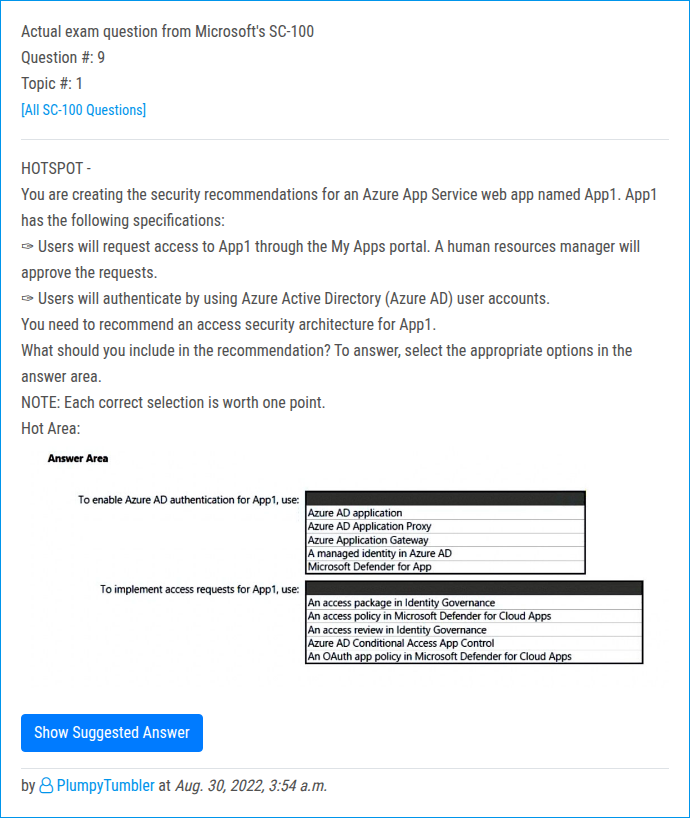 Actual exam question from Microsoft's SC-100
Question #: 9
Topic #: 1
[All SC-100 Questions]
HOTSPOT -
You are creating the security recommendations for an Azure App Service web app named App1. App1
has the following specifications:
✑ Users will request access to App1 through the My Apps portal. A human resources manager will
approve the requests.
✑ Users will authenticate by using Azure Active Directory (Azure AD) user accounts.
You need to recommend an access security architecture for App1.
What should you include in the recommendation? To answer, select the appropriate options in the
answer area.
NOTE: Each correct selection is worth one point.
Hot Area:
Answer Area
To enable Azure AD authentication for App1, use:
Azure AD application
Azure AD Application Proxy
Azure Application Gateway
A managed identity in Azure AD
Microsoft Defender for App
To implement access requests for App1, use:
An access package in Identity Governance
An access policy in Microsoft Defender for Cloud Apps
An access review in Identity Governance
Azure AD Conditional Access App Control
An OAuth app policy in Microsoft Defender for Cloud Apps
Show Suggested Answer
by PlumpyTumbler at Aug. 30, 2022, 3:54 a.m.